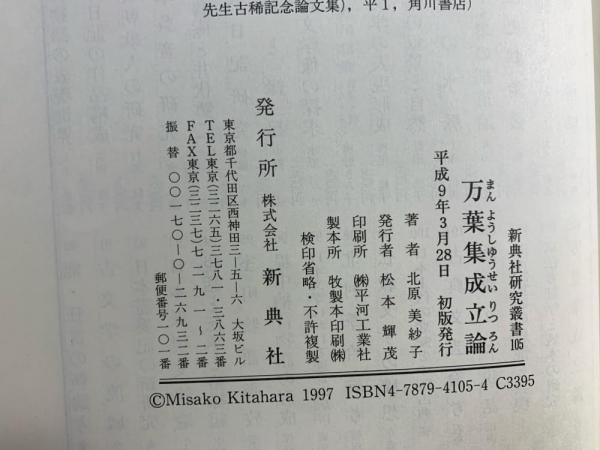 先生古稀記念論文集)，平1，角川書店)
新典社研究叢書 105
まんようしゆうせいりつろん
万葉集成立論
平成9年3月28日 初版発行
著者 北原美紗子
発行者 松本輝茂
印刷所 ㈱平河工業社
製本所 牧製本印刷㈱
検印省略・不許複製
発行所 株式会社 新典社
東京都千代田区西神田三―五―六 大坂ビル
TEL東京(三二六五)三七八一・三八六三番
FAX東京(三二三七)七一九一～二番
振替 〇〇一七〇―〇―二六九三二番
郵便番号一〇一番
©Misako Kitahara 1997 ISBN4-7879-4105-4 C3395